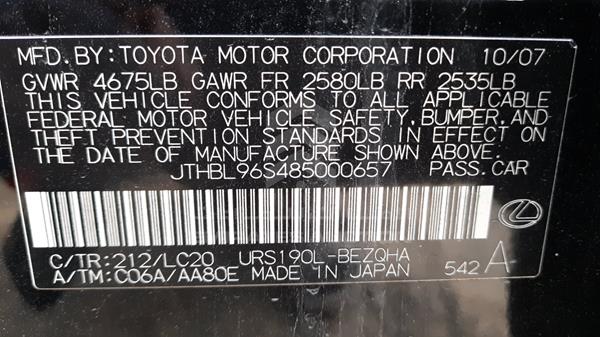 MFD.BY:TOYOTA MOTOR CORPORATION 10/07
GVWR 4675LB GAWR FR 2580LB RR 2535LB
THIS VEHICLE CONFORMS TO ALL APPLICABLE
FEDERAL MOTOR VEHICLE SAFETY,BUMPER,AND
THEFT PREVENTION STANDARDS IN EFFECT ON
THE DATE OF MANUFACTURE SHOWN ABOVE.
JTHBL96S485000657 PASS.CAR
C/TR:212/LC20 URS190L-BEZQHA
A/TM:C06A/AA80E MADE IN JAPAN 542 A